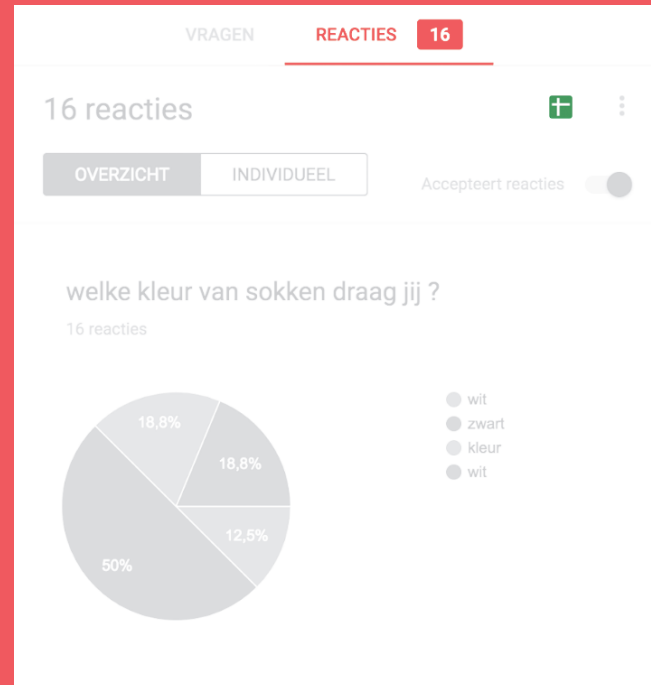 VRAGEN REACTIES 16
16 reacties
OVERZICHT INDIVIDUEEL Accepteert reacties
welke kleur van sokken draag jij ?
16 reacties
18,8%
18,8%
12,5%
50%
wit
zwart
kleur
wit